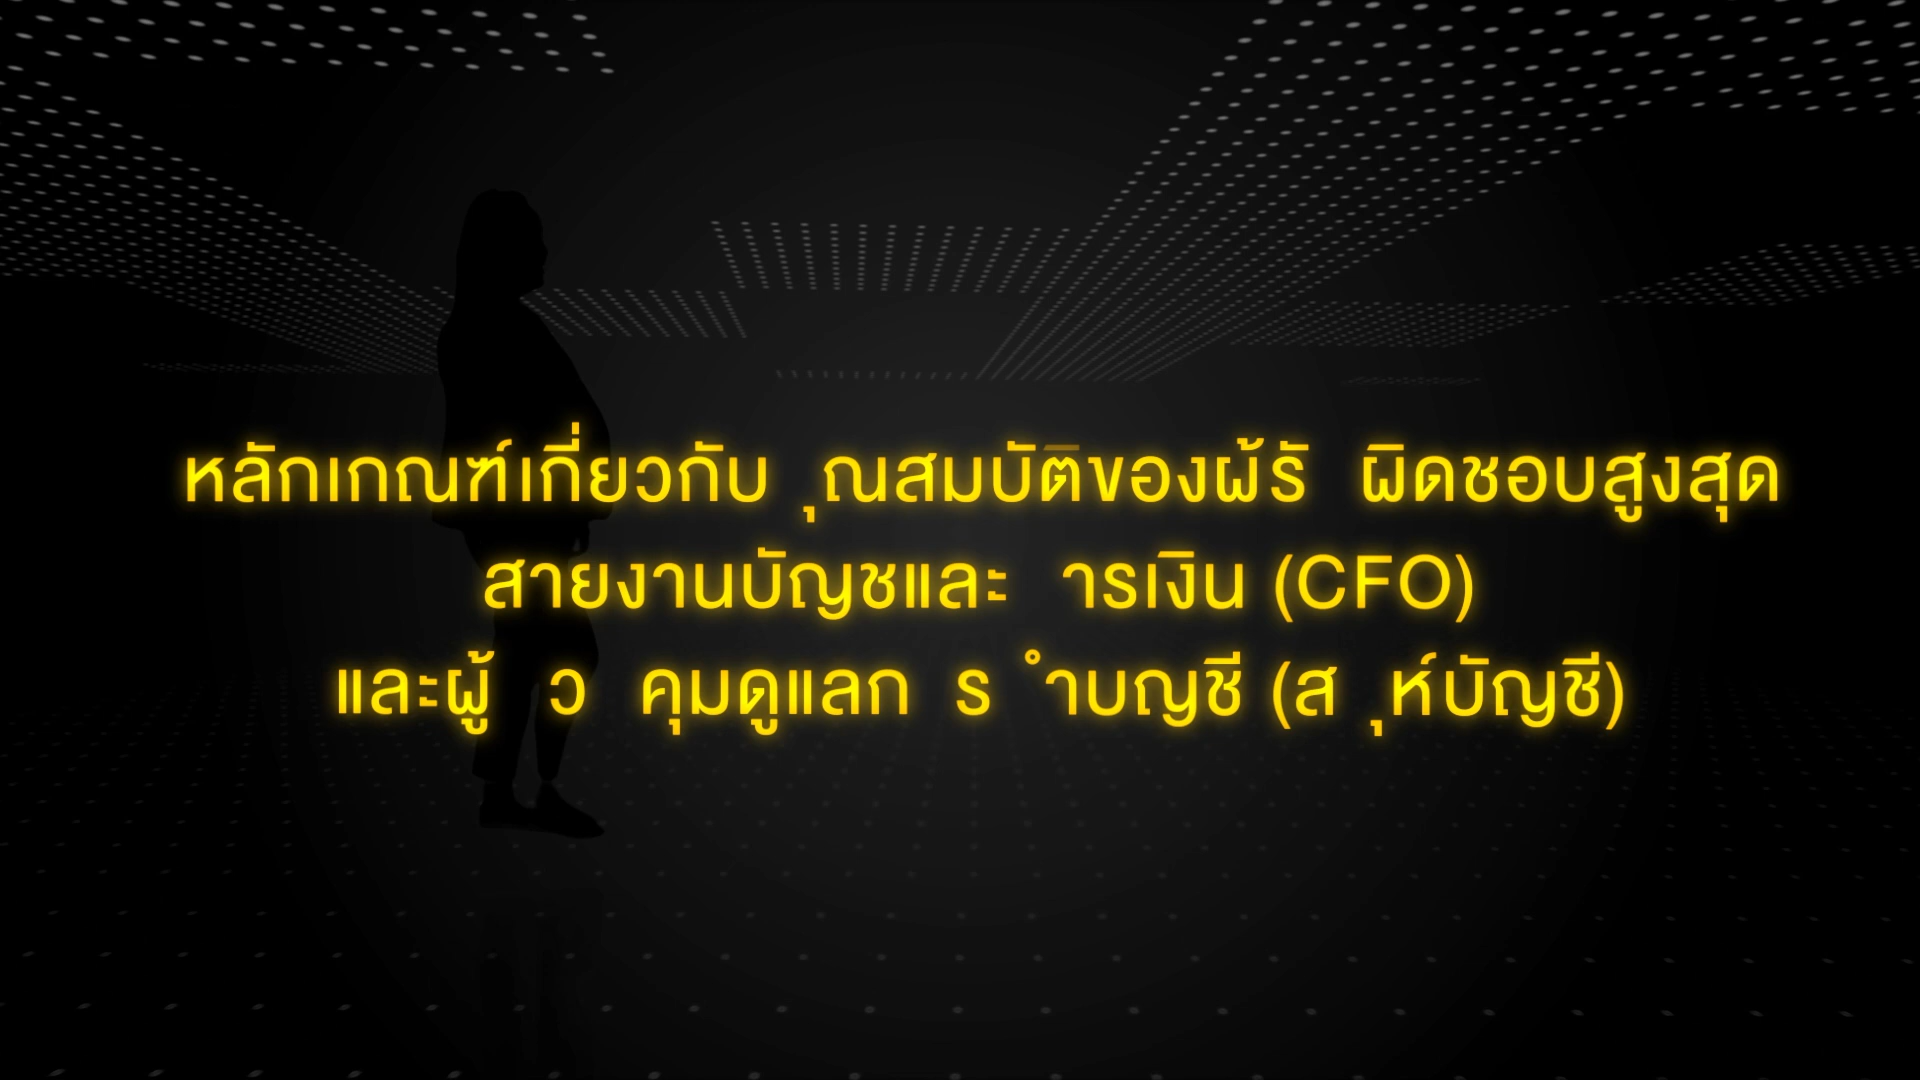 หลักเกณฑ์เกี่ยวกับ ุณสมบัติของผ้รั ผิดชอบสูงสุด
สายงานบัญชและ ารเงิน (CFO)
และผู้ ว คุมดูแลก ร ำบญชี (ส ุห์บัญชี)